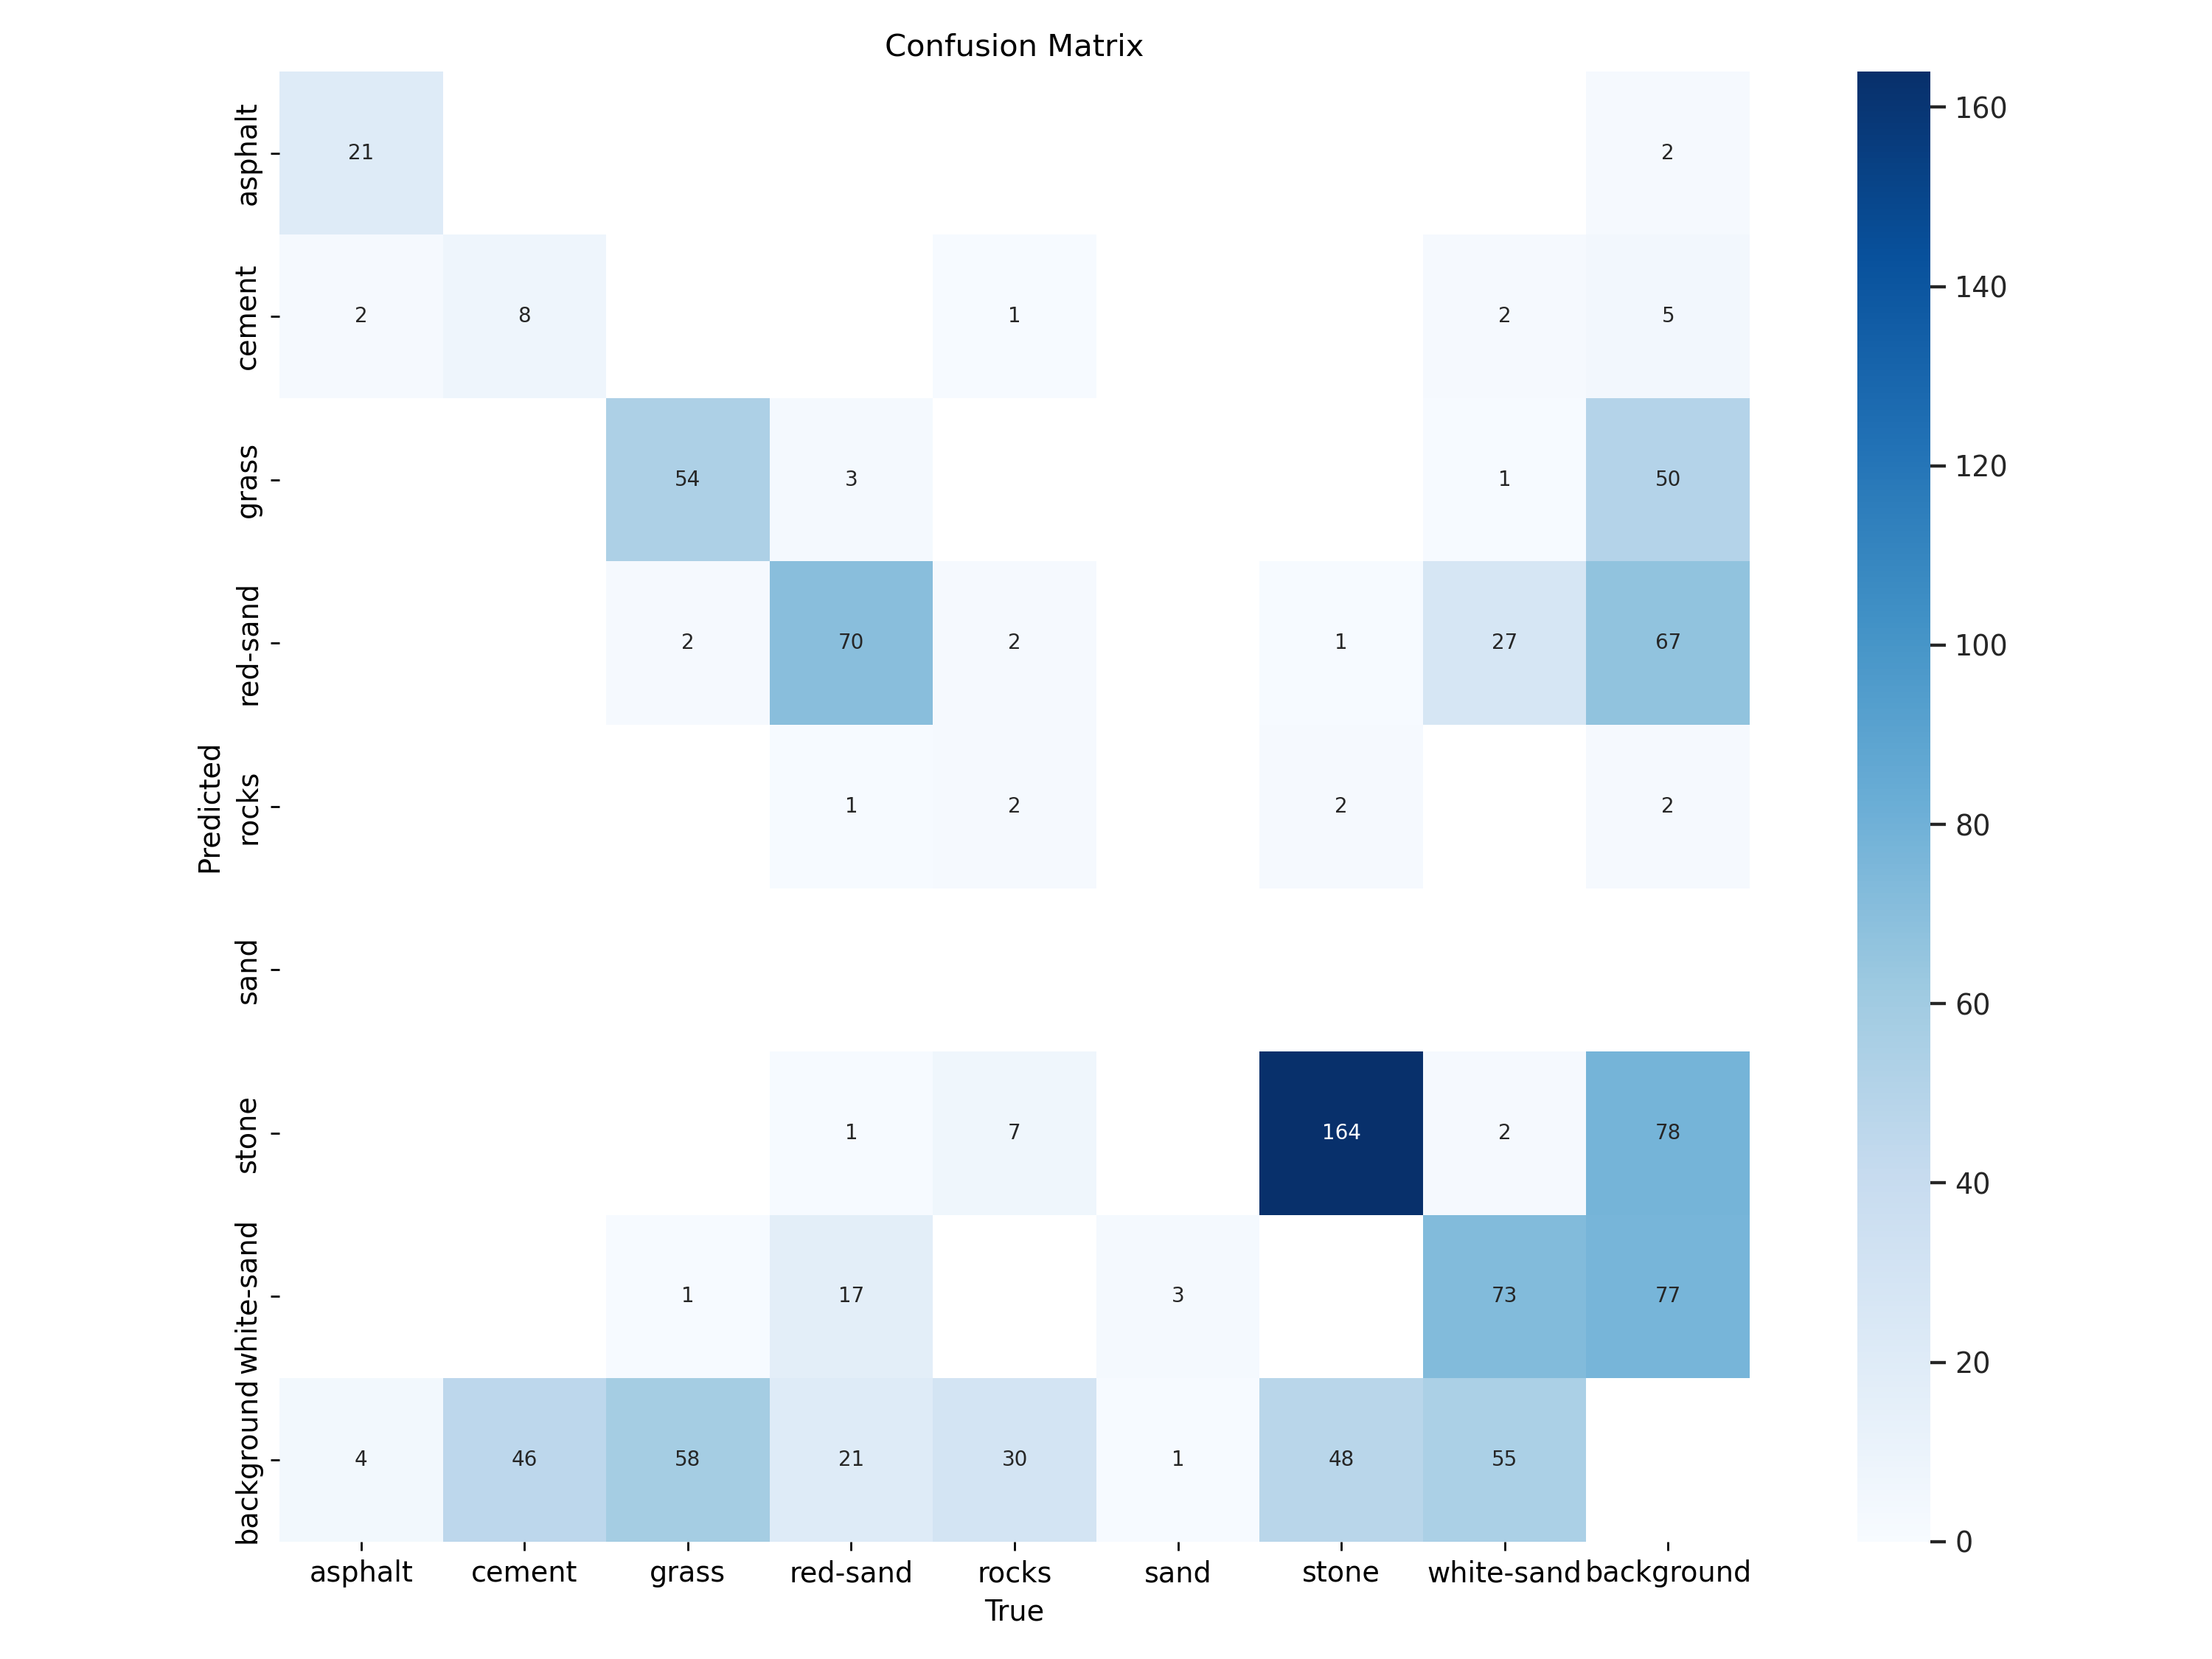 Confusion Matrix
asphalt 21 2 160
cement 2 8 1 2 5 140
grass 54 3 1 50 120
red-sand 2 70 2 1 27 67 100
Predicted
rocks 1 2 2 2 80
sand 60
stone 1 7 164 2 78 40
white-sand 1 17 3 73 77 20
background 4 46 58 21 30 1 48 55 0
asphalt cement grass red-sand rocks sand stone white-sand background
True